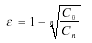 ε = 1 − ⁿ√(C₀ / Cₙ)